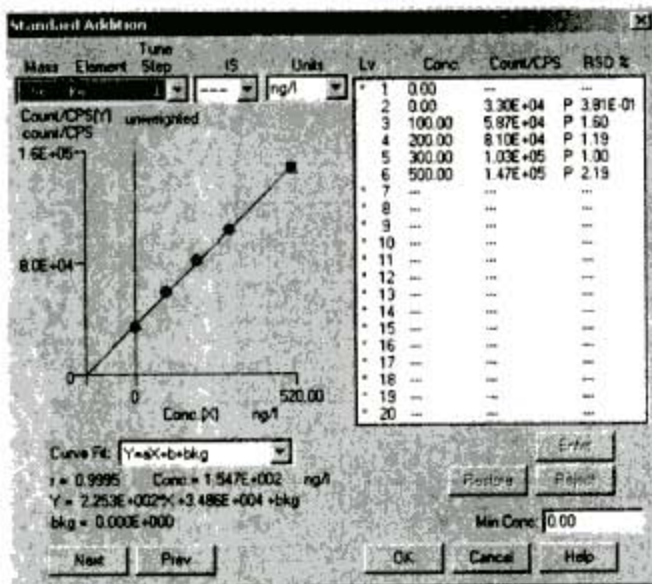 Standard Addition
Tune
Mass Element Step IS Units
1 --- ng/l
Count/CPS[Y] unweighted
count/CPS
1.6E+05
8.0E+04
0
0 520.00
Conc.[X] ng/l
Curve Fit: Y=aX+b+bkg
r = 0.9995 Conc = 1.547E+002 ng/l
Y = 2.253E+002*X +3.486E+004 +bkg
bkg = 0.000E+000
Next Prev
Lv. Conc. Count/CPS RSD %
* 1 0.00 --- ---
2 0.00 3.30E+04 P 3.81E-01
3 100.00 5.87E+04 P 1.60
4 200.00 8.10E+04 P 1.19
5 300.00 1.03E+05 P 1.00
6 500.00 1.47E+05 P 2.19
* 7 --- --- ---
* 8 --- --- ---
* 9 --- --- ---
* 10 --- --- ---
* 11 --- --- ---
* 12 --- --- ---
* 13 --- --- ---
* 14 --- --- ---
* 15 --- --- ---
* 16 --- --- ---
* 17 --- --- ---
* 18 --- --- ---
* 19 --- --- ---
* 20 --- --- ---
Enter
Restore Reject
Min Conc: 0.00
OK Cancel Help